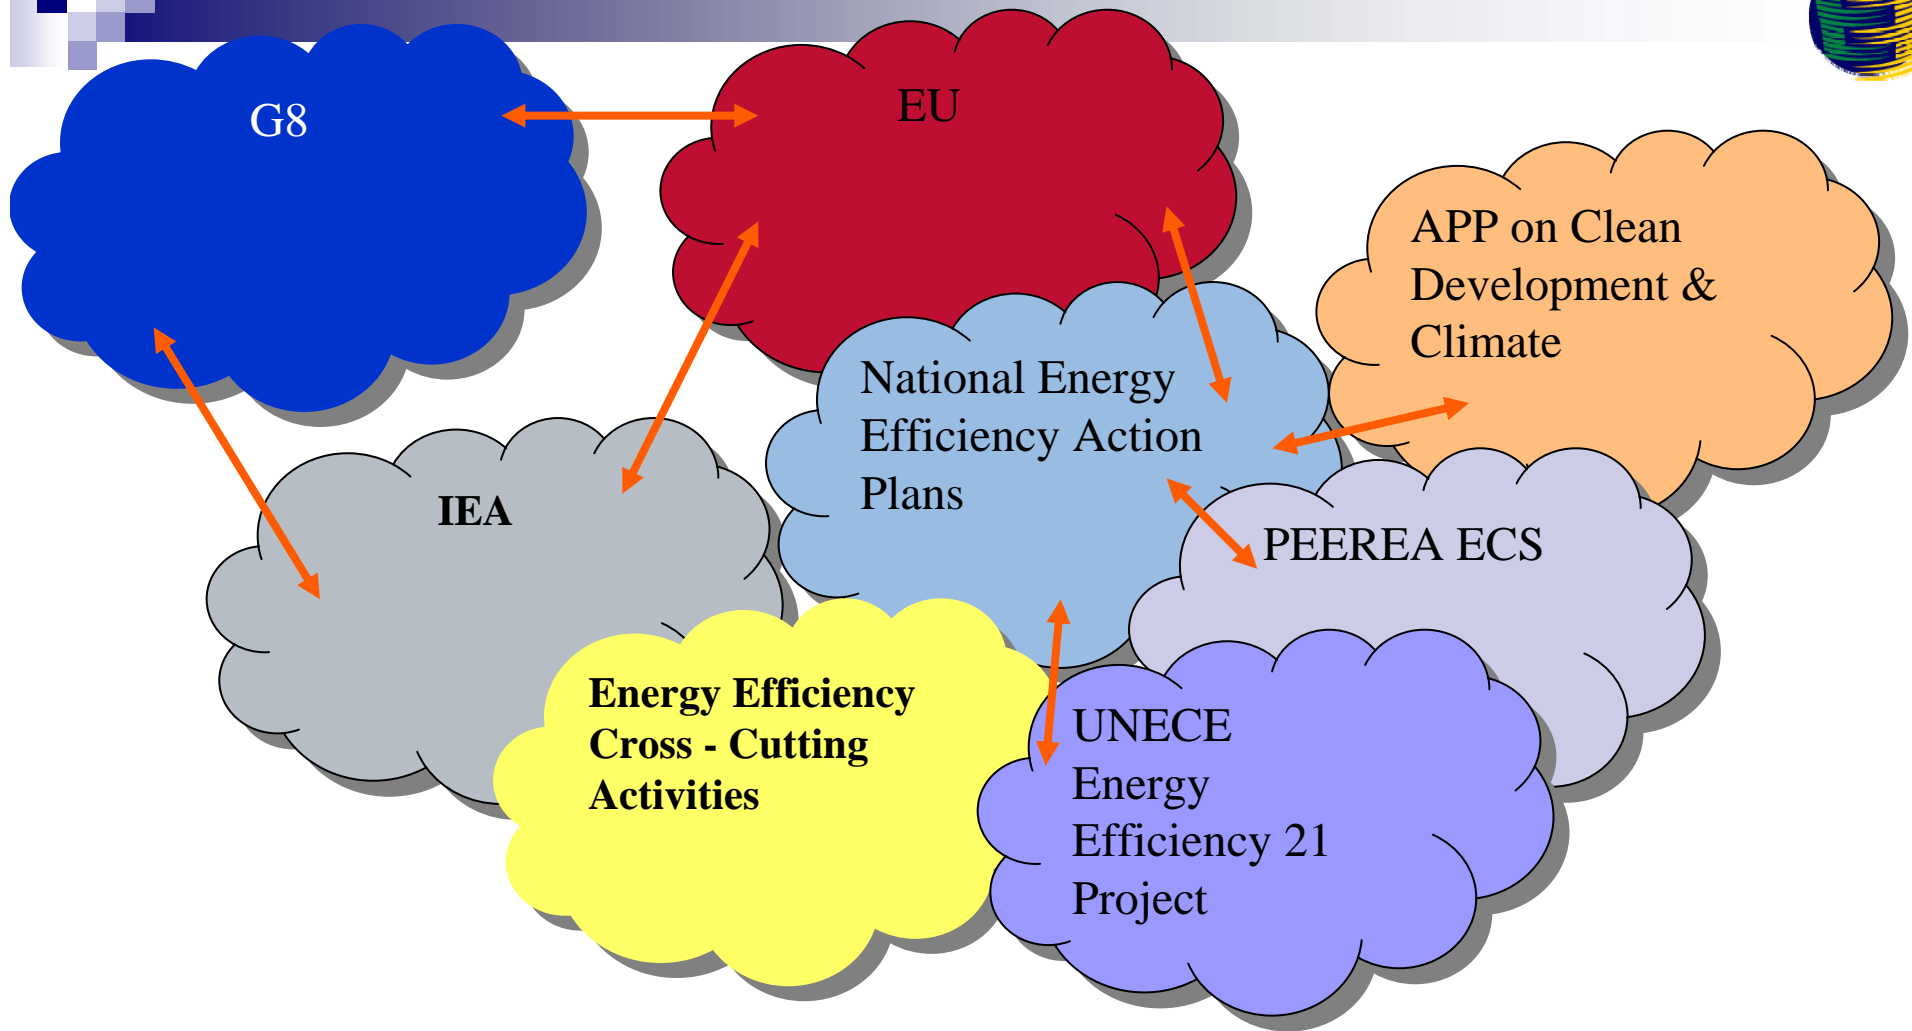 G8
EU
APP on Clean
Development &
Climate
National Energy
Efficiency Action
Plans
IEA
PEEREA ECS
Energy Efficiency
Cross - Cutting
Activities
UNECE
Energy
Efficiency 21
Project